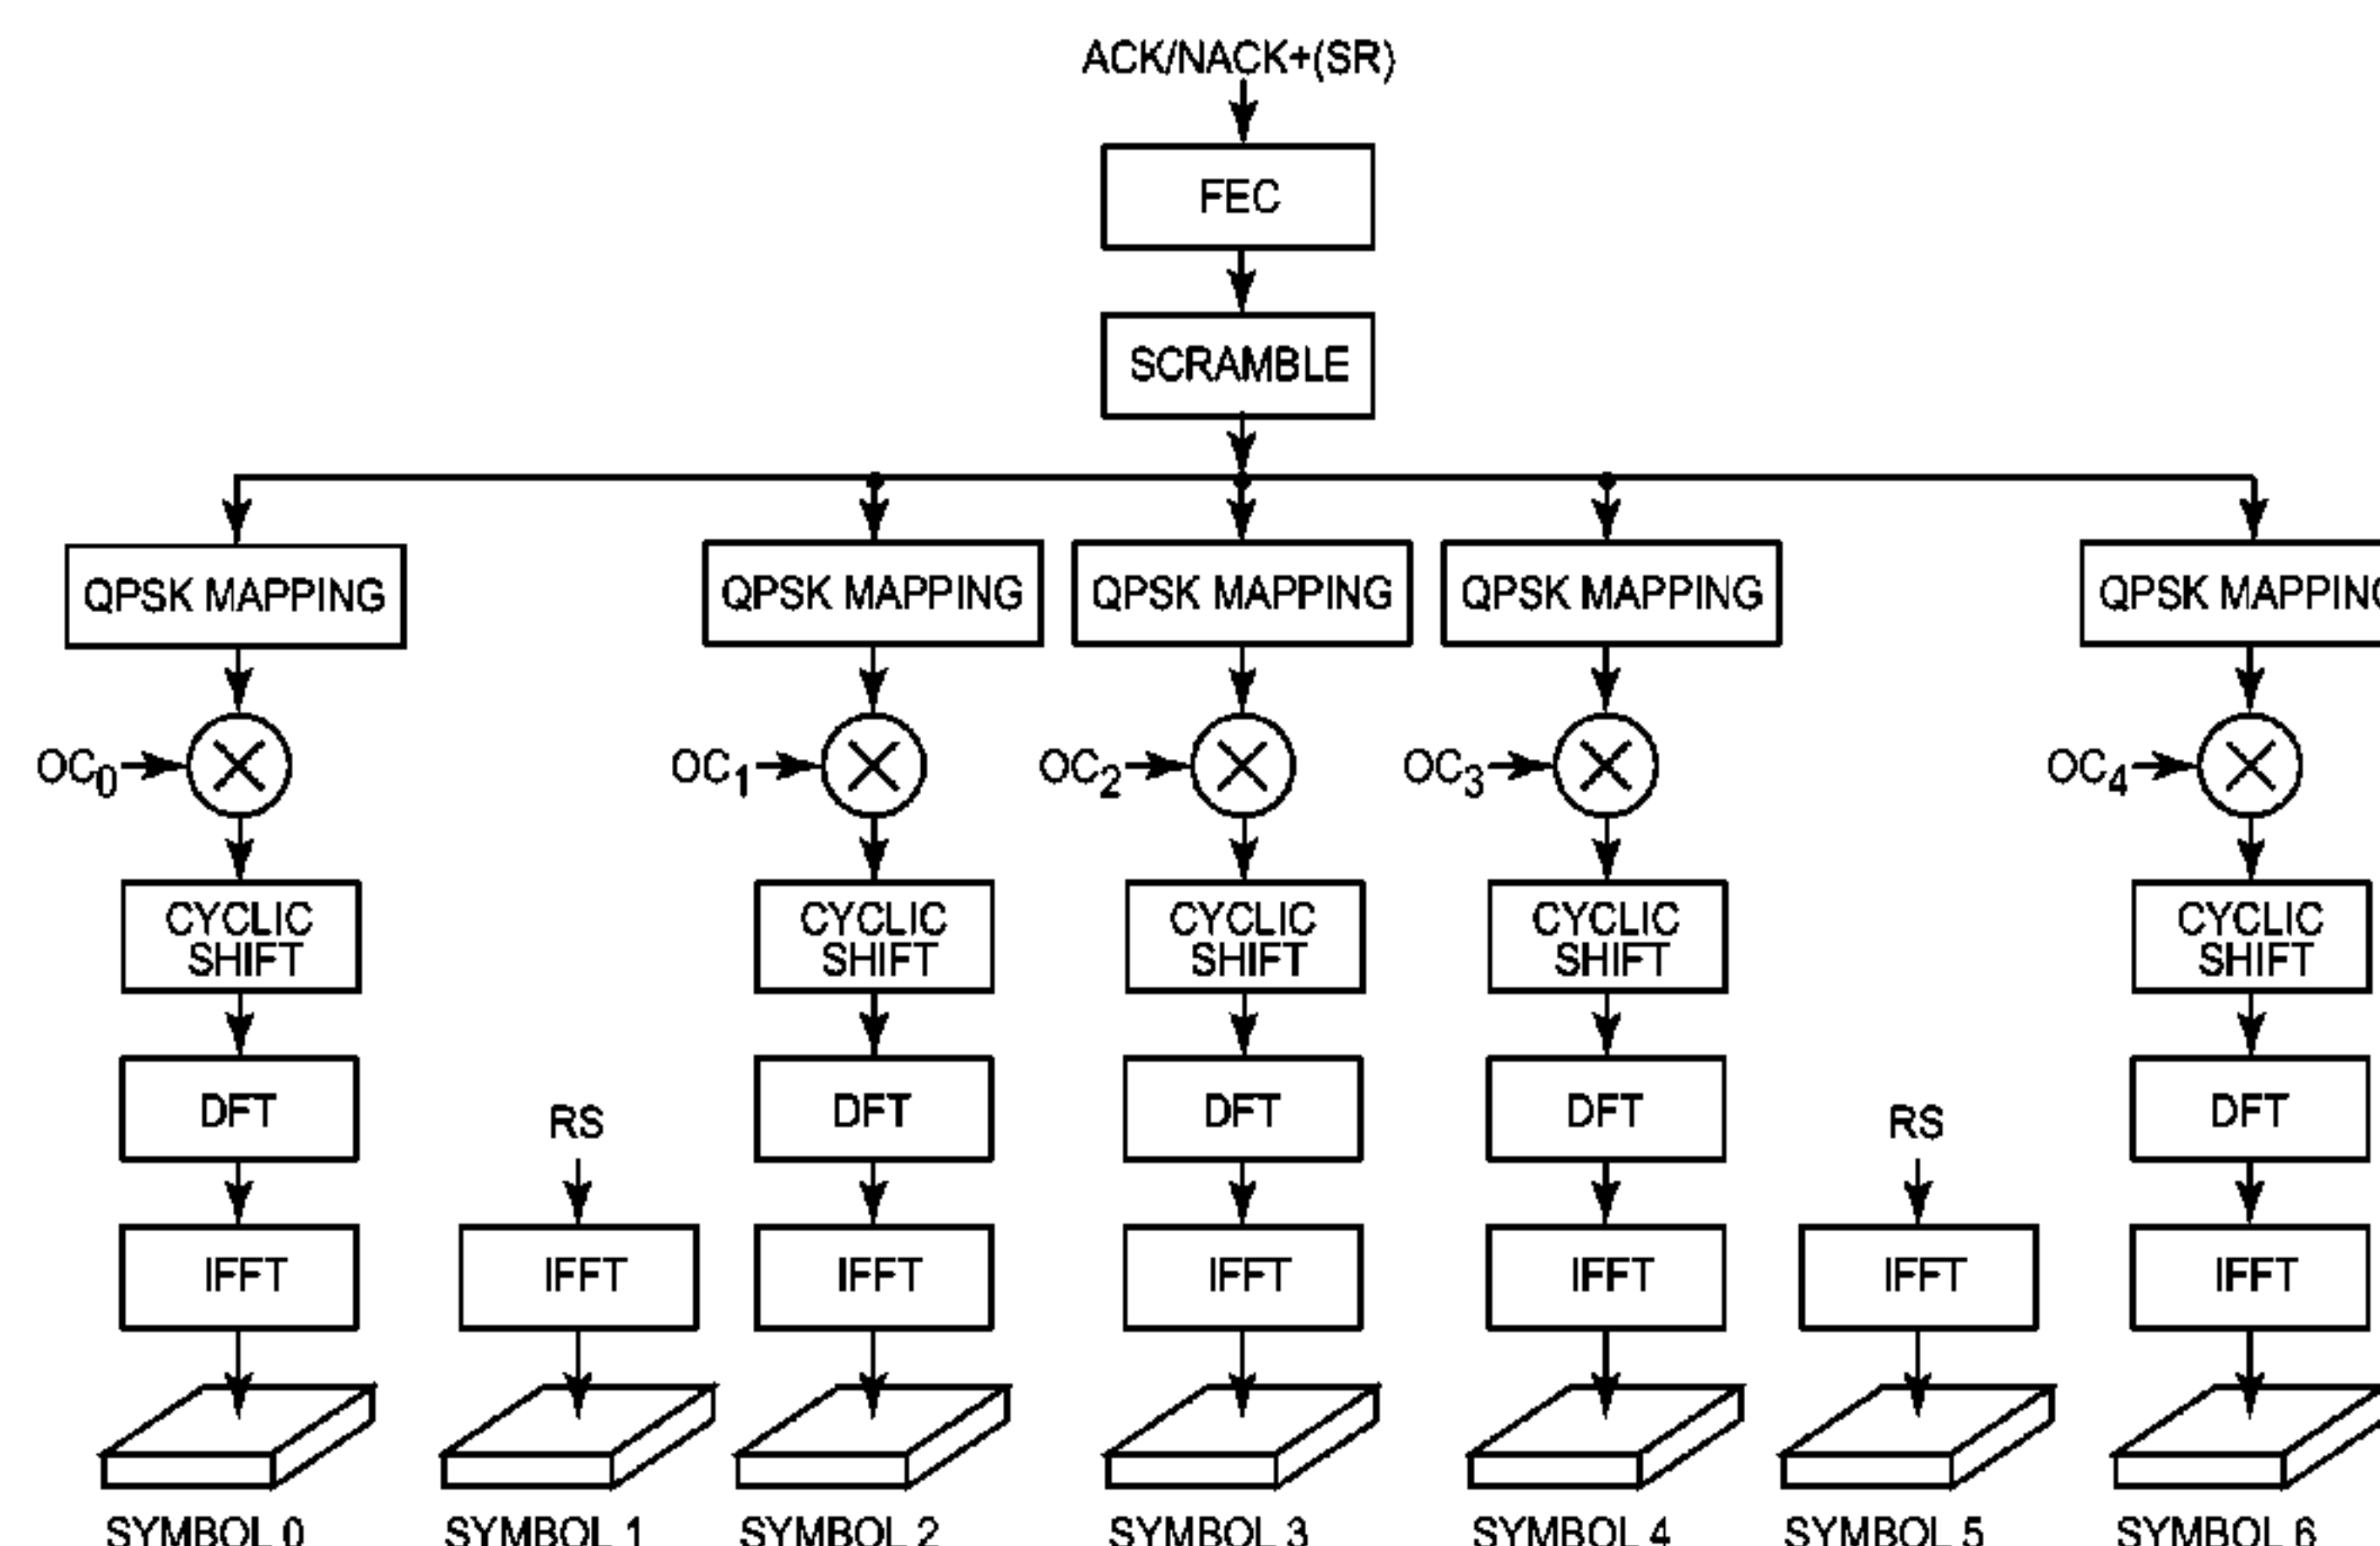 ACK/NACK+(SR)
FEC
SCRAMBLE
QPSK MAPPING
QPSK MAPPING
QPSK MAPPING
QPSK MAPPING
QPSK MAPPING
OC0
OC1
OC2
OC3
OC4
CYCLIC
SHIFT
CYCLIC
SHIFT
CYCLIC
SHIFT
CYCLIC
SHIFT
CYCLIC
SHIFT
DFT
RS
DFT
DFT
DFT
RS
DFT
IFFT
IFFT
IFFT
IFFT
IFFT
IFFT
IFFT
SYMBOL 0
SYMBOL 1
SYMBOL 2
SYMBOL 3
SYMBOL 4
SYMBOL 5
SYMBOL 6